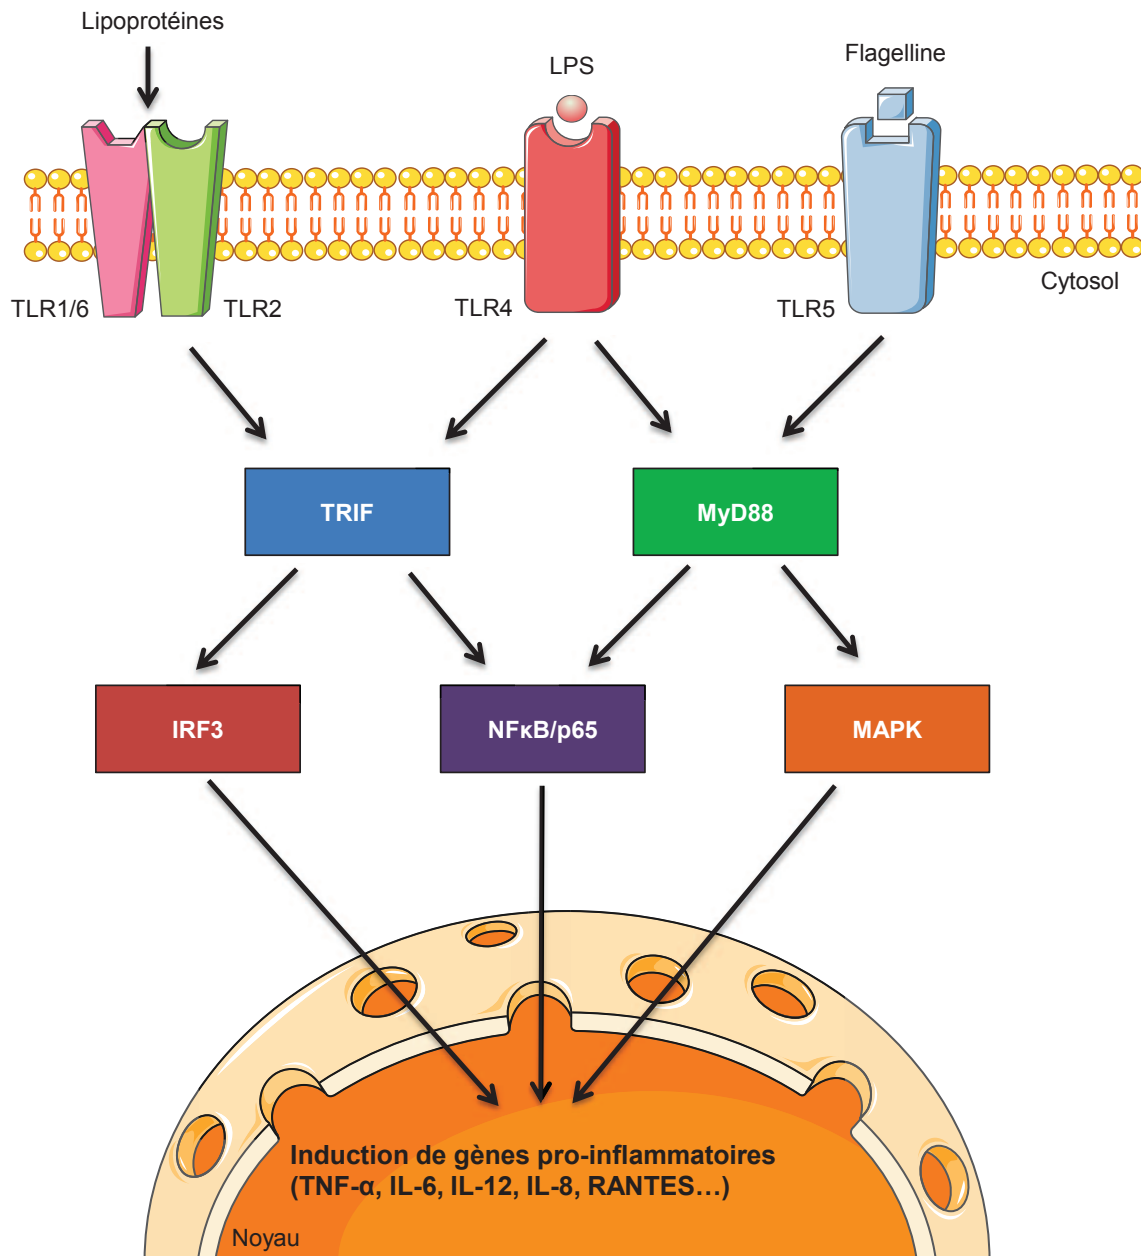 Lipoprotéines
LPS
Flagelline
Cytosol
TLR1/6
TLR2
TLR4
TLR5
TRIF
MyD88
IRF3
NFκB/p65
MAPK
Induction de gènes pro-inflammatoires
(TNF-α, IL-6, IL-12, IL-8, RANTES…)
Noyau